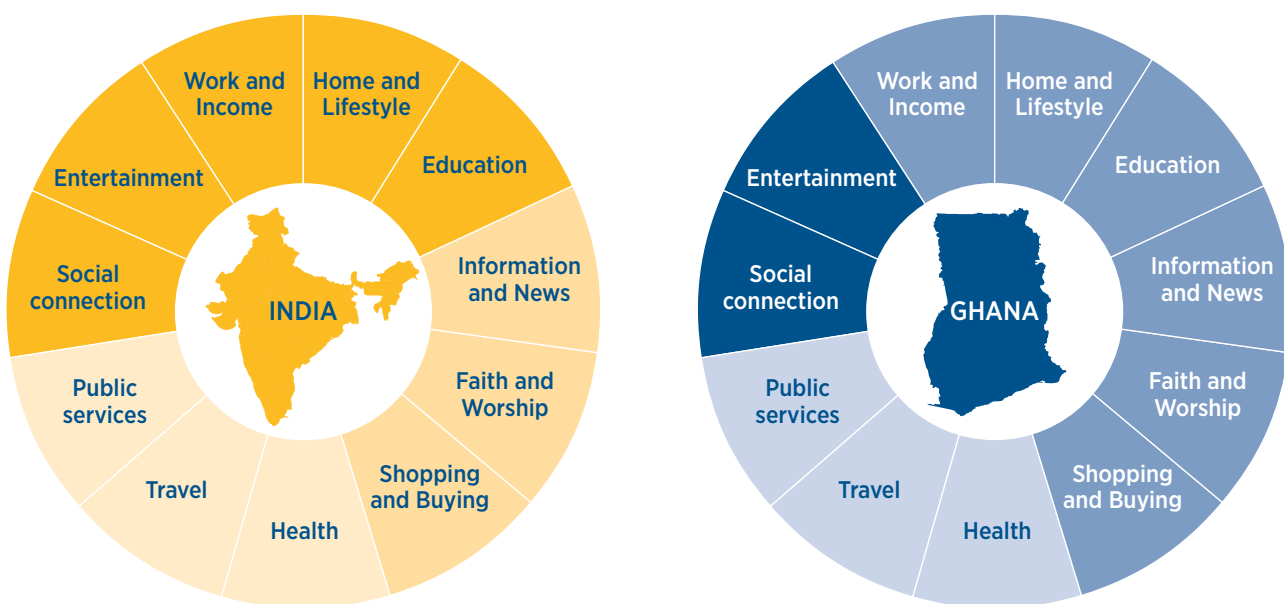 Work and
Income
Home and
Lifestyle
Education
Information
and News
Faith and
Worship
Shopping
and Buying
Health
Travel
Public
services
Social
connection
Entertainment
INDIA
Work and
Income
Home and
Lifestyle
Education
Information
and News
Faith and
Worship
Shopping
and Buying
Health
Travel
Public
services
Social
connection
Entertainment
GHANA